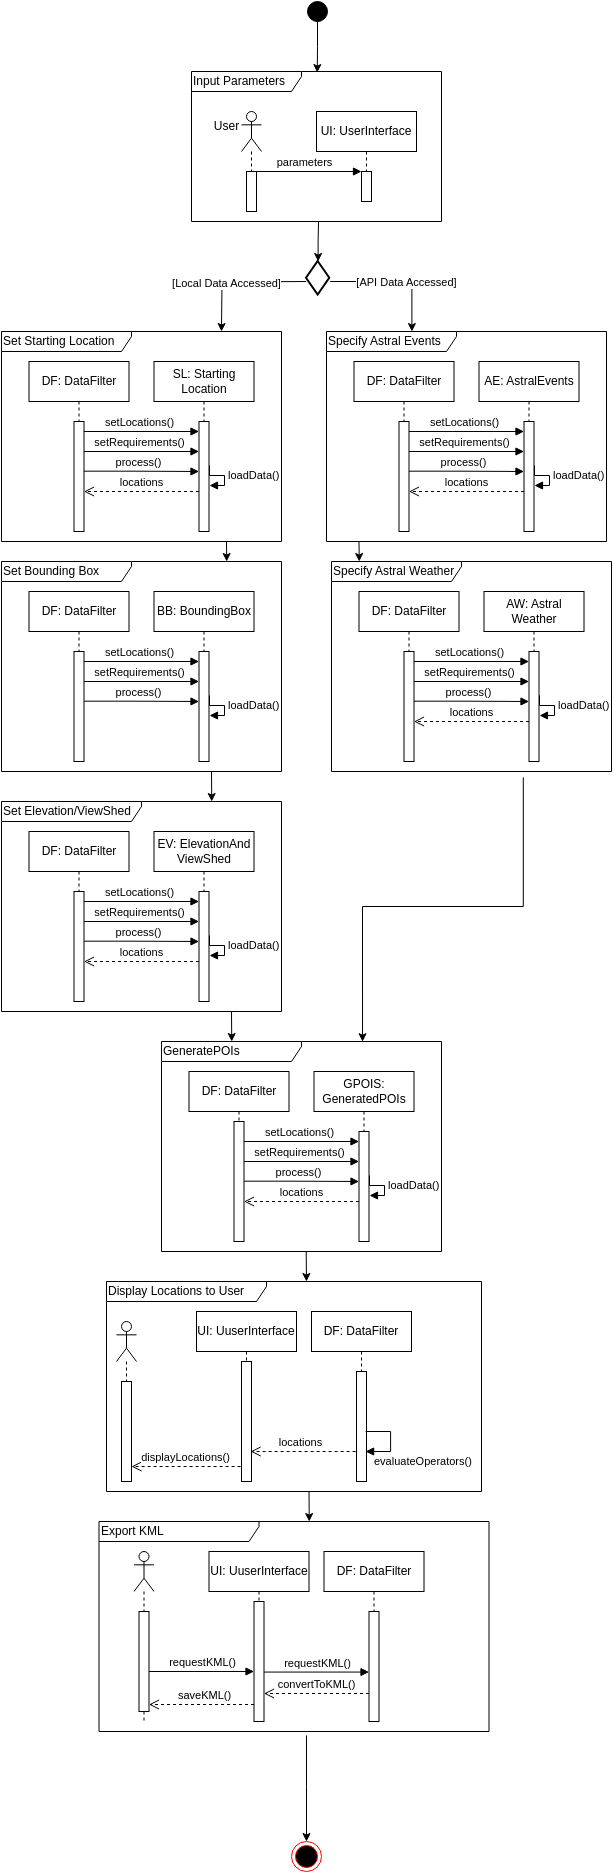 Input Parameters
User
UI: UserInterface
parameters
[Local Data Accessed]
[API Data Accessed]
Set Starting Location
DF: DataFilter
SL: Starting
Location
setLocations()
setRequirements()
process()
loadData()
locations
Specify Astral Events
DF: DataFilter
AE: AstralEvents
setLocations()
setRequirements()
process()
loadData()
locations
Set Bounding Box
DF: DataFilter
BB: BoundingBox
setLocations()
setRequirements()
process()
loadData()
Specify Astral Weather
DF: DataFilter
AW: Astral
Weather
setLocations()
setRequirements()
process()
loadData()
locations
Set Elevation/ViewShed
DF: DataFilter
EV: ElevationAnd
ViewShed
setLocations()
setRequirements()
process()
loadData()
locations
GeneratePOIs
DF: DataFilter
GPOIS:
GeneratedPOIs
setLocations()
setRequirements()
process()
loadData()
locations
Display Locations to User
UI: UuserInterface
DF: DataFilter
locations
displayLocations()
evaluateOperators()
Export KML
UI: UuserInterface
DF: DataFilter
requestKML()
requestKML()
convertToKML()
saveKML()